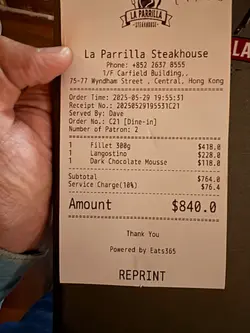 LA PARRILLA
STEAKHOUSE
La Parrilla Steakhouse
Phone: +852 2637 8555
1/F Carfield Building,,
75-77 Wyndham Street , Central, Hong Kong
Order Time: 2025-05-29 19:55:31
Receipt No.: 20250529195531C21
Served By: Dave
Order No.: C21 [Dine-in]
Number of Patron: 2
1 Fillet 300g $418.0
1 Langostino $228.0
1 Dark Chocolate Mousse $118.0
Subtotal $764.0
Service Charge(10%) $76.4
Amount $840.0
Thank You
Powered by Eats365
REPRINT
LA